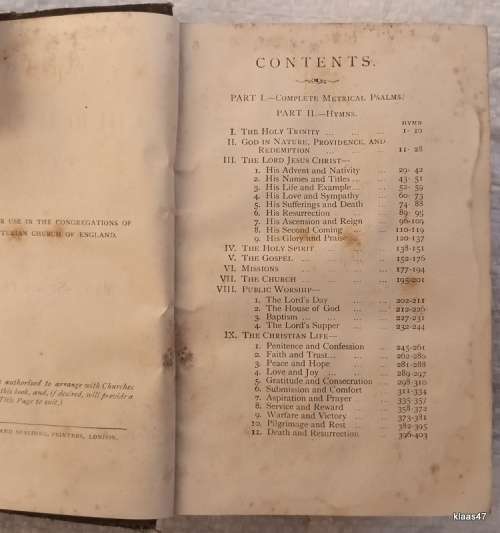 R USE IN THE CONGREGATIONS OF
TERIAN CHURCH OF ENGLAND.
authorised to arrange with Churches
this book, and, if desired, will provide a
Title Page to suit.)
AND SPALDING, PRINTERS, LONDON.
CONTENTS.
PART I.—COMPLETE METRICAL PSALMS.
PART II.—HYMNS.
HYMN
I. THE HOLY TRINITY ... ... ... 1- 10
II. GOD IN NATURE, PROVIDENCE, AND
REDEMPTION ... ... ... 11- 28
III. THE LORD JESUS CHRIST—
1. His Advent and Nativity ... 29- 42
2. His Names and Titles ... ... 43- 51
3. His Life and Example... ... 52- 59
4. His Love and Sympathy ... 60- 73
5. His Sufferings and Death ... 74- 88
6. His Resurrection ... ... 89- 95
7. His Ascension and Reign ... 96-109
8. His Second Coming ... ... 110-119
9. His Glory and Praise ... ... 120-137
IV. THE HOLY SPIRIT ... ... ... 138-151
V. THE GOSPEL ... ... ... ... 152-176
VI. MISSIONS ... ... ... ... 177-194
VII. THE CHURCH ... ... ... ... 195-201
VIII. PUBLIC WORSHIP—
1. The Lord's Day ... ... 202-211
2. The House of God ... ... 212-226
3. Baptism ... ... ... ... 227-231
4. The Lord's Supper ... ... 232-244
IX. THE CHRISTIAN LIFE—
1. Penitence and Confession ... 245-261
2. Faith and Trust... ... ... 262-280
3. Peace and Hope ... ... 281-288
4. Love and Joy ... ... ... 289-297
5. Gratitude and Consecration ... 298-310
6. Submission and Comfort ... 311-334
7. Aspiration and Prayer ... 335-357
8. Service and Reward ... ... 358-372
9. Warfare and Victory ... ... 373-381
10. Pilgrimage and Rest ... ... 382-395
11. Death and Resurrection ... 396-403
klaas47